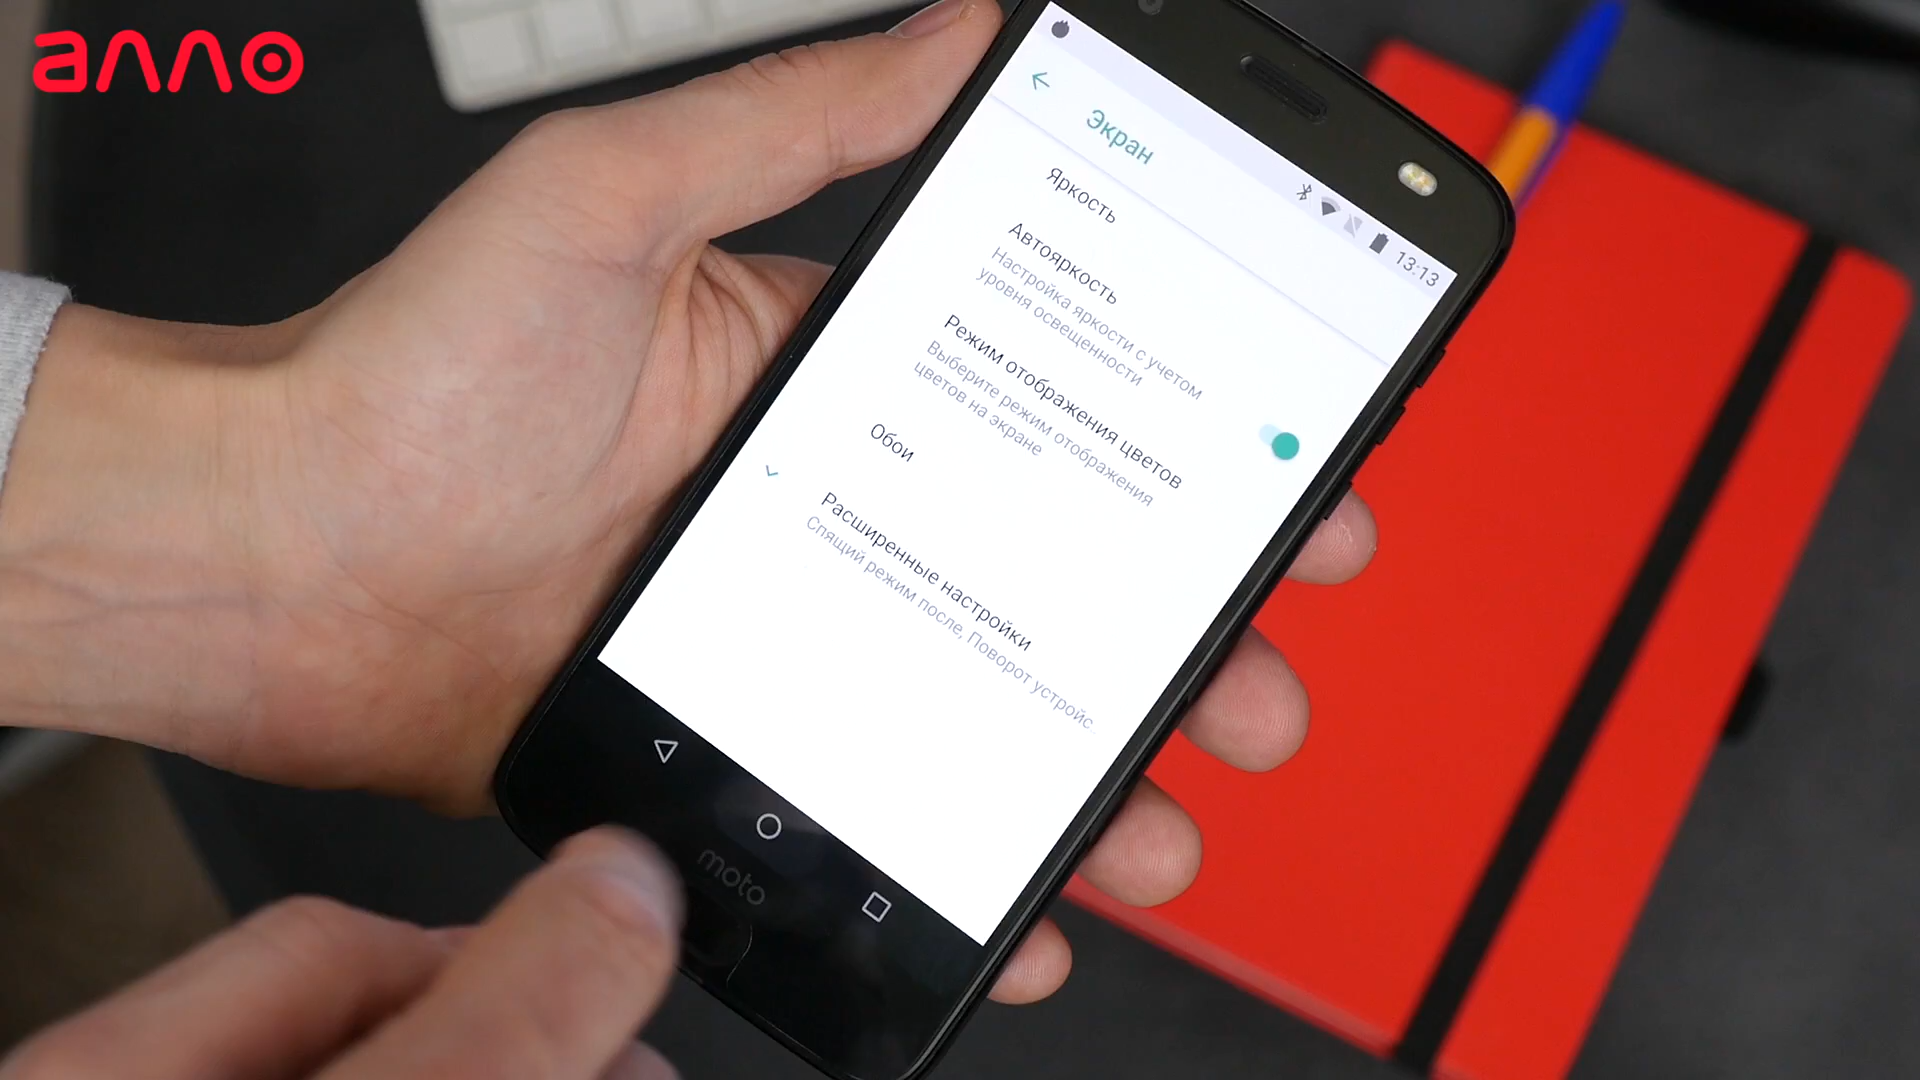 алло
13:13
Экран
Яркость
Автояркость
Настройка яркости с учетом
уровня освещенности
Режим отображения цветов
Выберите режим отображения
цветов на экране
Обои
Расширенные настройки
Спящий режим после, Поворот устройс...
moto